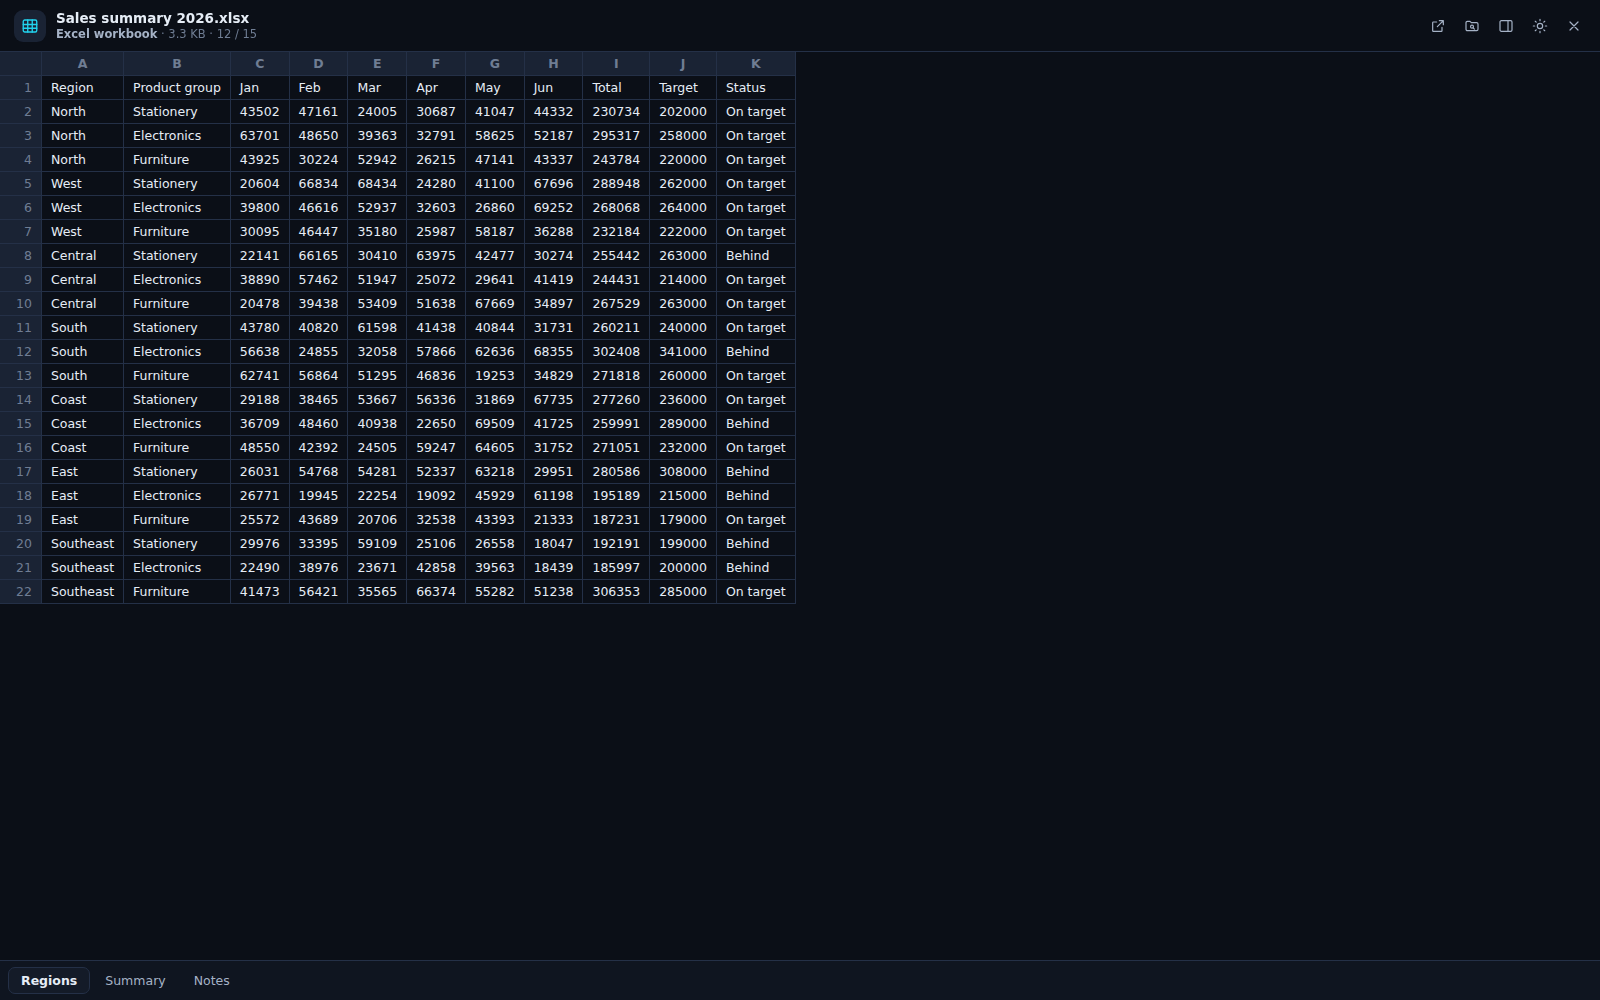 Sales summary 2026.xlsx
Excel workbook · 3.3 KB · 12 / 15
A B C D E F G H I J K
1 Region Product group Jan Feb Mar Apr May Jun Total Target Status
2 North Stationery 43502 47161 24005 30687 41047 44332 230734 202000 On target
3 North Electronics 63701 48650 39363 32791 58625 52187 295317 258000 On target
4 North Furniture 43925 30224 52942 26215 47141 43337 243784 220000 On target
5 West Stationery 20604 66834 68434 24280 41100 67696 288948 262000 On target
6 West Electronics 39800 46616 52937 32603 26860 69252 268068 264000 On target
7 West Furniture 30095 46447 35180 25987 58187 36288 232184 222000 On target
8 Central Stationery 22141 66165 30410 63975 42477 30274 255442 263000 Behind
9 Central Electronics 38890 57462 51947 25072 29641 41419 244431 214000 On target
10 Central Furniture 20478 39438 53409 51638 67669 34897 267529 263000 On target
11 South Stationery 43780 40820 61598 41438 40844 31731 260211 240000 On target
12 South Electronics 56638 24855 32058 57866 62636 68355 302408 341000 Behind
13 South Furniture 62741 56864 51295 46836 19253 34829 271818 260000 On target
14 Coast Stationery 29188 38465 53667 56336 31869 67735 277260 236000 On target
15 Coast Electronics 36709 48460 40938 22650 69509 41725 259991 289000 Behind
16 Coast Furniture 48550 42392 24505 59247 64605 31752 271051 232000 On target
17 East Stationery 26031 54768 54281 52337 63218 29951 280586 308000 Behind
18 East Electronics 26771 19945 22254 19092 45929 61198 195189 215000 Behind
19 East Furniture 25572 43689 20706 32538 43393 21333 187231 179000 On target
20 Southeast Stationery 29976 33395 59109 25106 26558 18047 192191 199000 Behind
21 Southeast Electronics 22490 38976 23671 42858 39563 18439 185997 200000 Behind
22 Southeast Furniture 41473 56421 35565 66374 55282 51238 306353 285000 On target
Regions Summary Notes